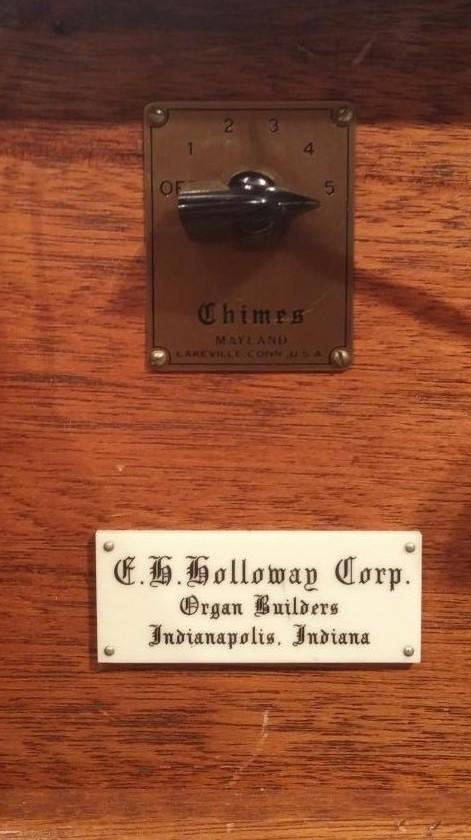 2 3
1 4
OFF 5
Chimes
MAYLAND
LAKEVILLE CONN., U.S.A.
E.H.Holloway Corp.
Organ Builders
Indianapolis, Indiana